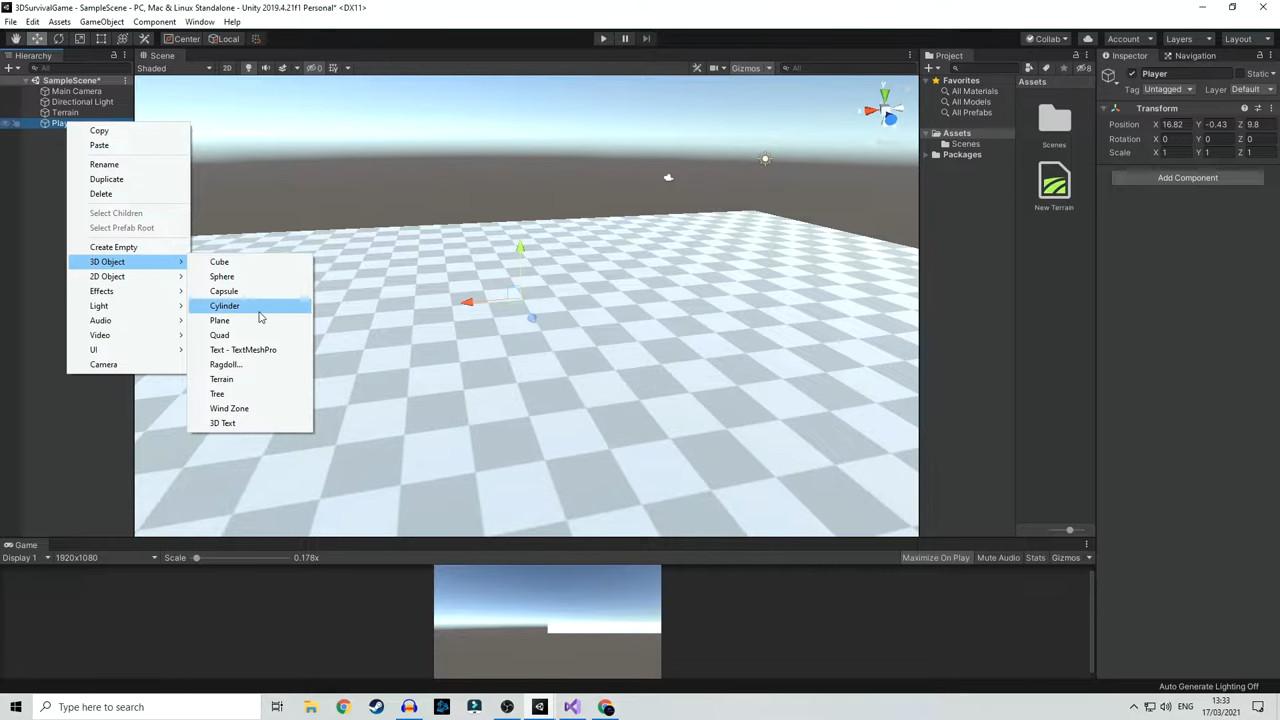 3DSurvivalGame - SampleScene - PC, Mac & Linux Standalone - Unity 2019.4.21f1 Personal* <DX11>
File Edit Assets GameObject Component Window Help
Center Local Collab Account Layers Layout
Hierarchy
All
SampleScene*
Main Camera
Directional Light
Terrain
Play
Copy
Paste
Rename
Duplicate
Delete
Select Children
Select Prefab Root
Create Empty
3D Object
2D Object
Effects
Light
Audio
Video
UI
Camera
Cube
Sphere
Capsule
Cylinder
Plane
Quad
Text - TextMeshPro
Ragdoll...
Terrain
Tree
Wind Zone
3D Text
Scene
Shaded 2D 0 Gizmos All
y
Project
8
Favorites
All Materials
All Models
All Prefabs
Assets
Scenes
Packages
Assets
Scenes
New Terrain
Inspector Navigation
Player Static
Tag Untagged Layer Default
Transform
Position X 16.82 Y -0.43 Z 9.8
Rotation X 0 Y 0 Z 0
Scale X 1 Y 1 Z 1
Add Component
Game
Display 1 1920x1080 Scale 0.178x Maximize On Play Mute Audio Stats Gizmos
Auto Generate Lighting Off
Type here to search
ENG
13:33
17/03/2021